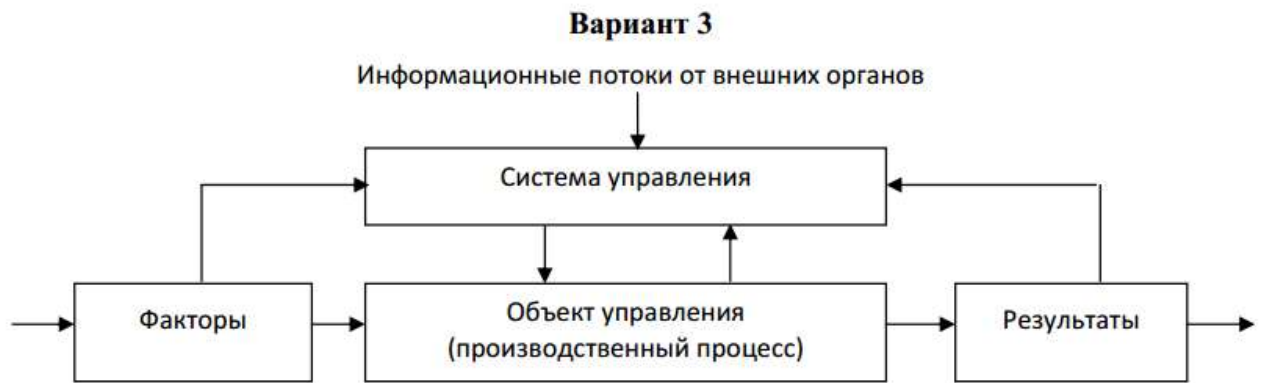 Вариант 3
Информационные потоки от внешних органов
Система управления
Факторы
Объект управления
(производственный процесс)
Результаты